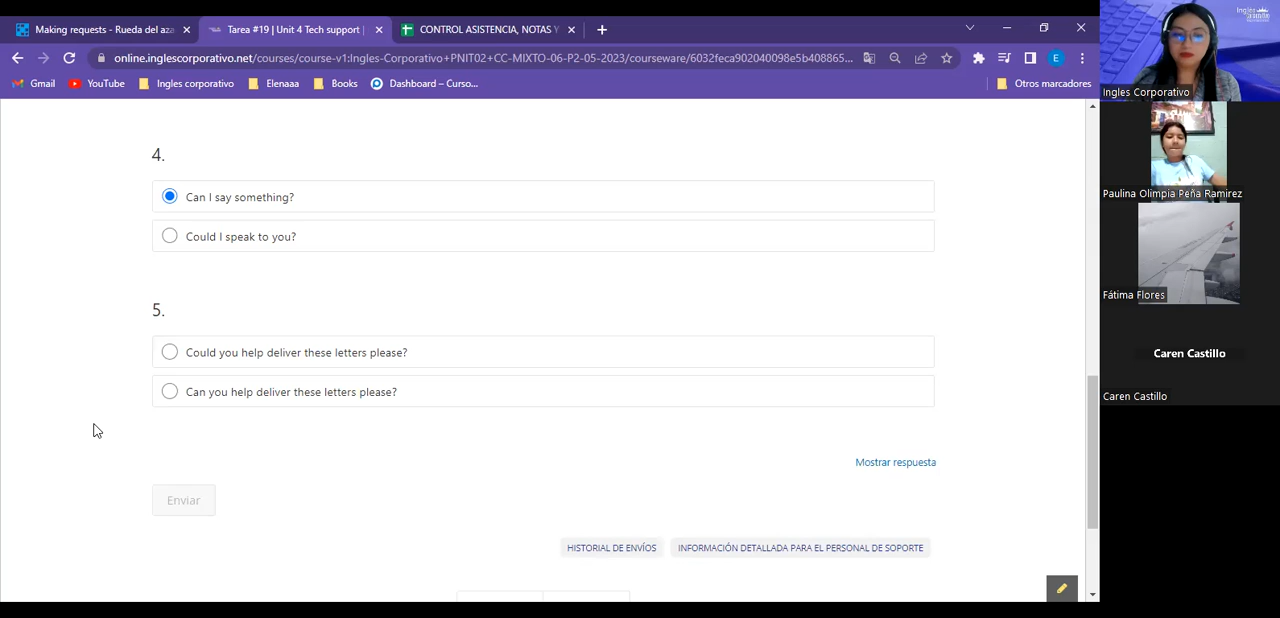 Making requests - Rueda del aza
Tarea #19 | Unit 4 Tech support |
CONTROL ASISTENCIA, NOTAS Y
online.inglescorporativo.net/courses/course-v1:Ingles-Corporativo+PNIT02+CC-MIXTO-06-P2-05-2023/courseware/6032feca902040098e5b408865...
E
Gmail
YouTube
Ingles corporativo
Elenaaa
Books
Dashboard – Curso...
Otros marcadores
4.
Can I say something?
Could I speak to you?
5.
Could you help deliver these letters please?
Can you help deliver these letters please?
Mostrar respuesta
Enviar
HISTORIAL DE ENVÍOS
INFORMACIÓN DETALLADA PARA EL PERSONAL DE SOPORTE
Ingles Corporativo
Paulina Olimpia Peña Ramirez
Fátima Flores
Caren Castillo
Caren Castillo